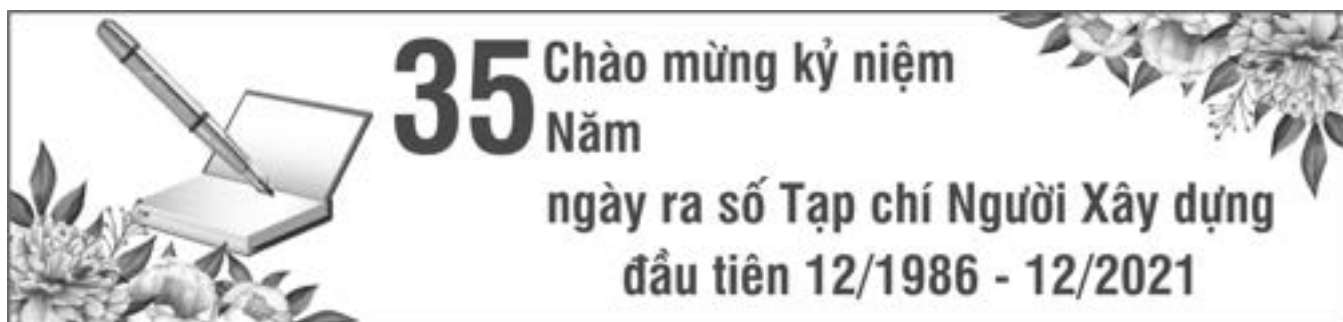 35 Chào mừng kỷ niệm
Năm
ngày ra số Tạp chí Người Xây dựng
đầu tiên 12/1986 - 12/2021